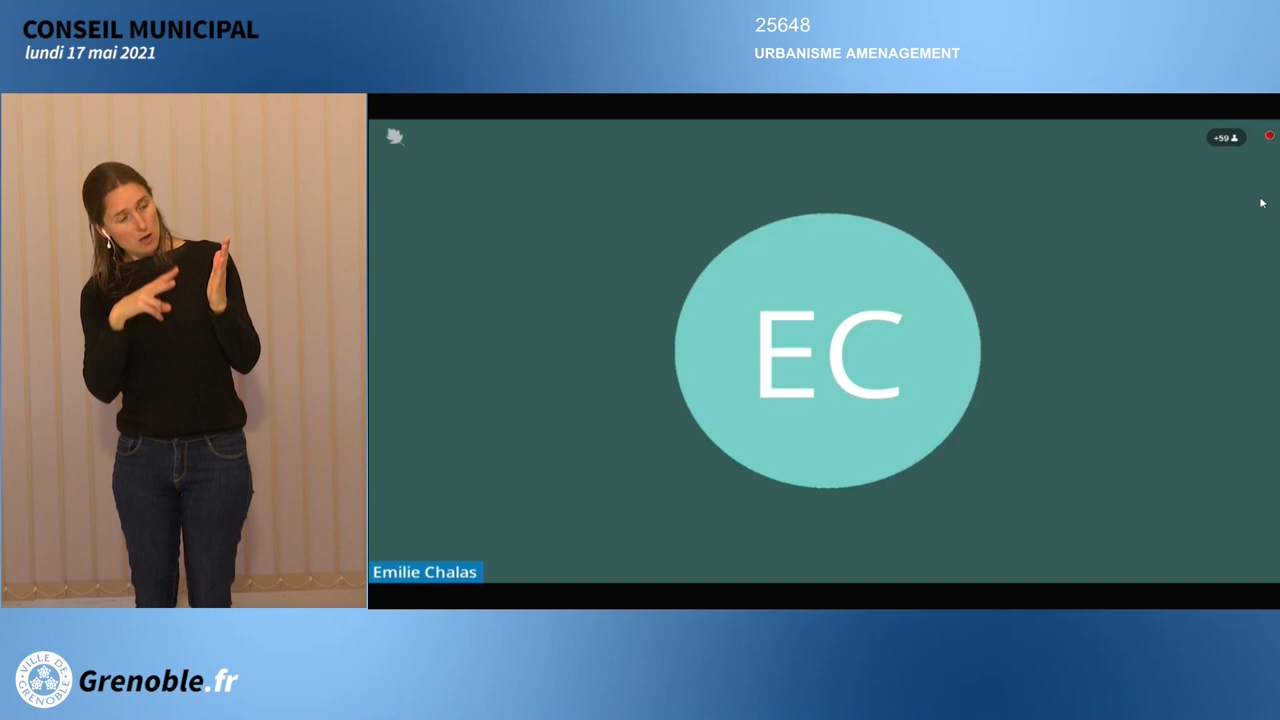 CONSEIL MUNICIPAL
lundi 17 mai 2021
25648
URBANISME AMENAGEMENT
+59
EC
Emilie Chalas
VILLE DE
GRENOBLE
Grenoble.fr